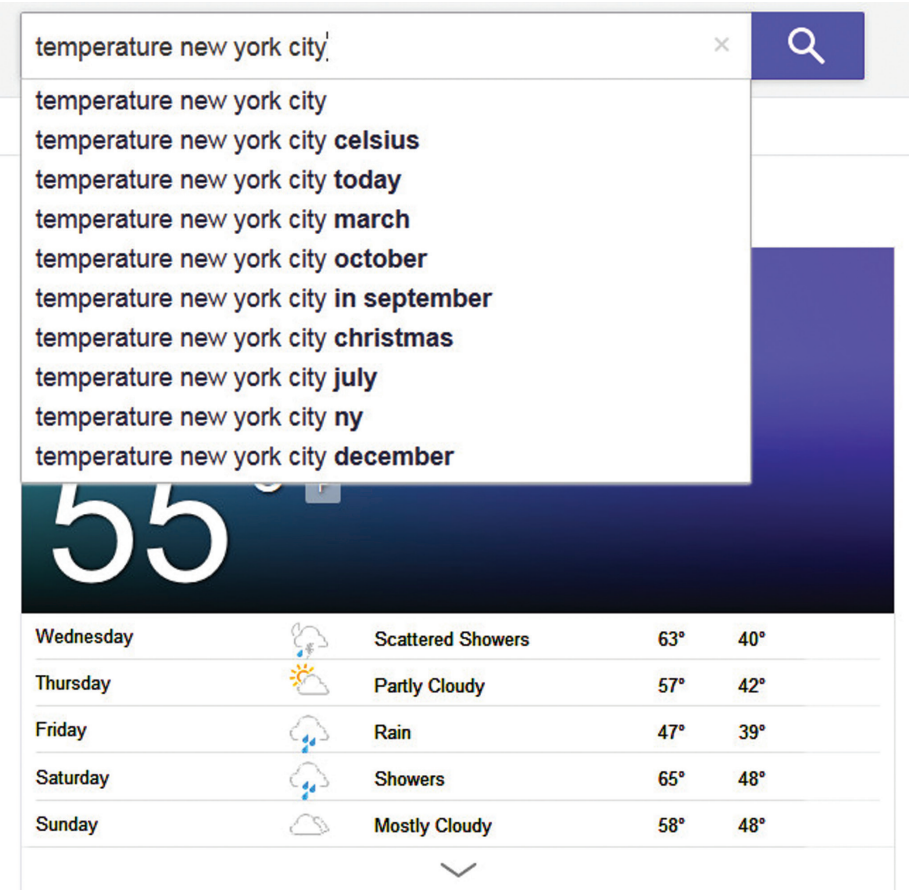 temperature new york city
temperature new york city
temperature new york city celsius
temperature new york city today
temperature new york city march
temperature new york city october
temperature new york city in september
temperature new york city christmas
temperature new york city july
temperature new york city ny
temperature new york city december
55° F
Wednesday Scattered Showers 63° 40°
Thursday Partly Cloudy 57° 42°
Friday Rain 47° 39°
Saturday Showers 65° 48°
Sunday Mostly Cloudy 58° 48°